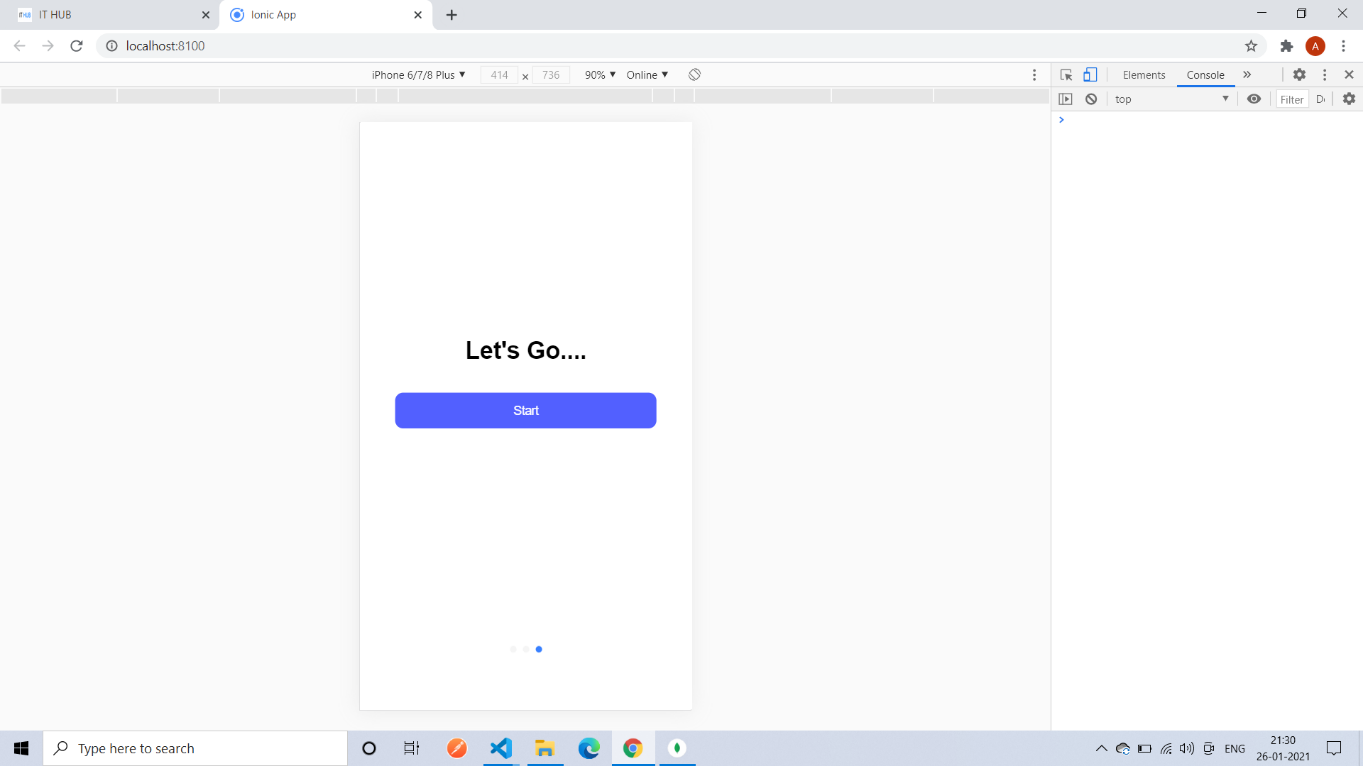 IT HUB
Ionic App
localhost:8100
A
iPhone 6/7/8 Plus 414 x 736 90% Online
Elements Console »
top Filter
Let's Go....
Start
Type here to search
ENG
21:30
26-01-2021